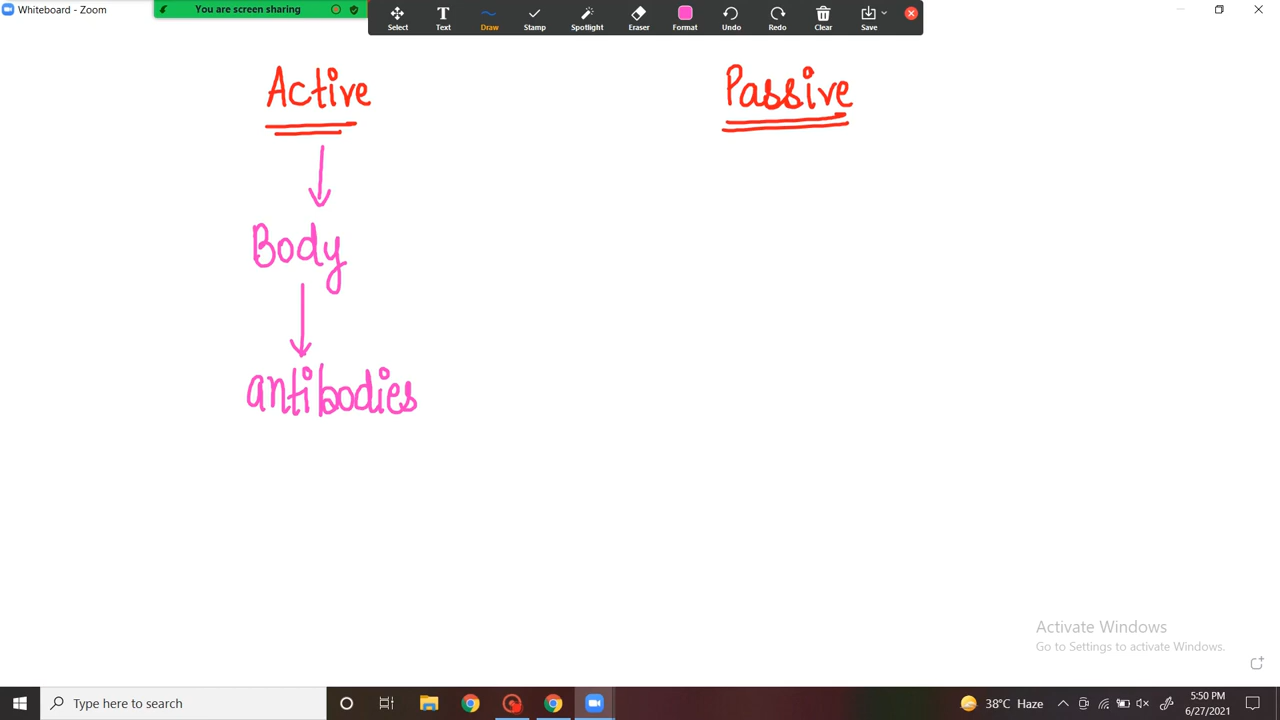 Whiteboard - Zoom
You are screen sharing
Select Text Draw Stamp Spotlight Eraser Format Undo Redo Clear Save
Active Passive
Body
antibodies
Activate Windows
Go to Settings to activate Windows.
Type here to search
38°C Haze
5:50 PM
6/27/2021